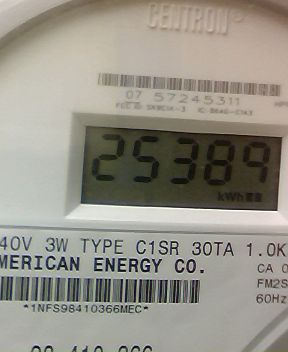 CENTRON®
07 57245311
25389
kWh
40V 3W TYPE C1SR 30TA 1.0K
MERICAN ENERGY CO.
CA 0
FM2S
60Hz
*1NFS98410366MEC*